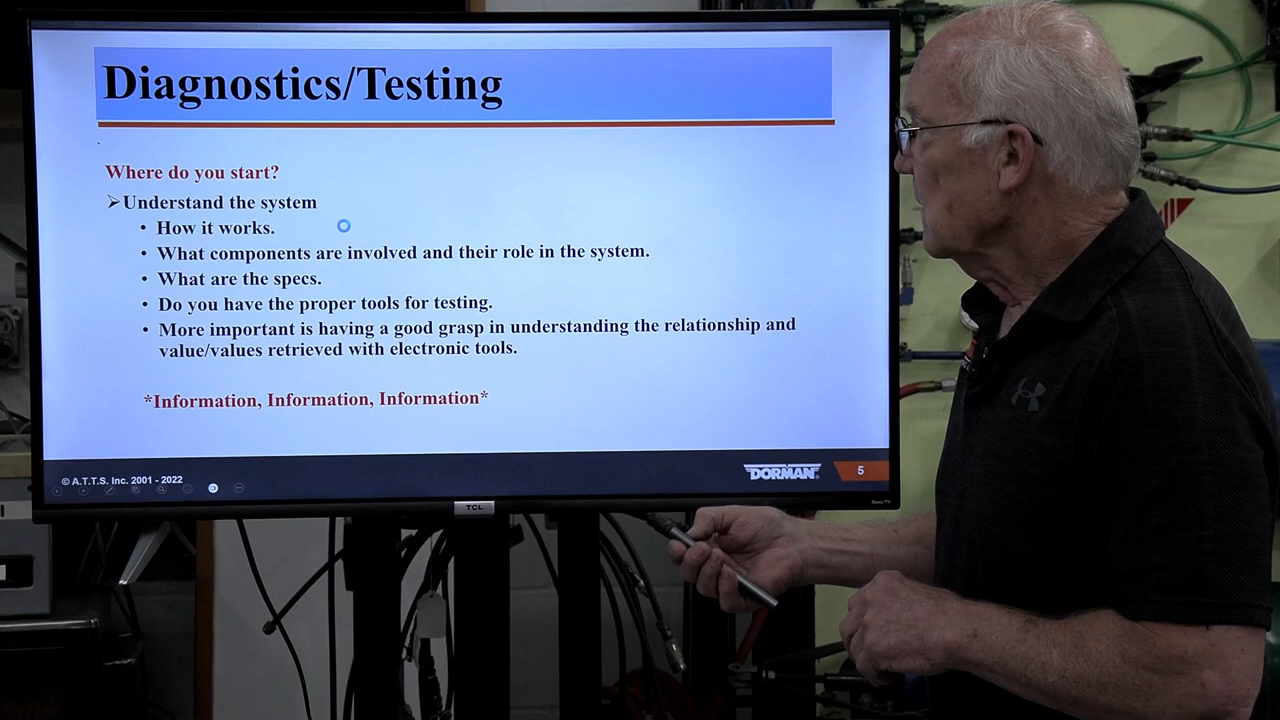 Diagnostics/Testing
Where do you start?
➢Understand the system
• How it works.
• What components are involved and their role in the system.
• What are the specs.
• Do you have the proper tools for testing.
• More important is having a good grasp in understanding the relationship and
value/values retrieved with electronic tools.
*Information, Information, Information*
© A.T.T.S. Inc. 2001 - 2022
DORMAN
5
TCL
Roku TV